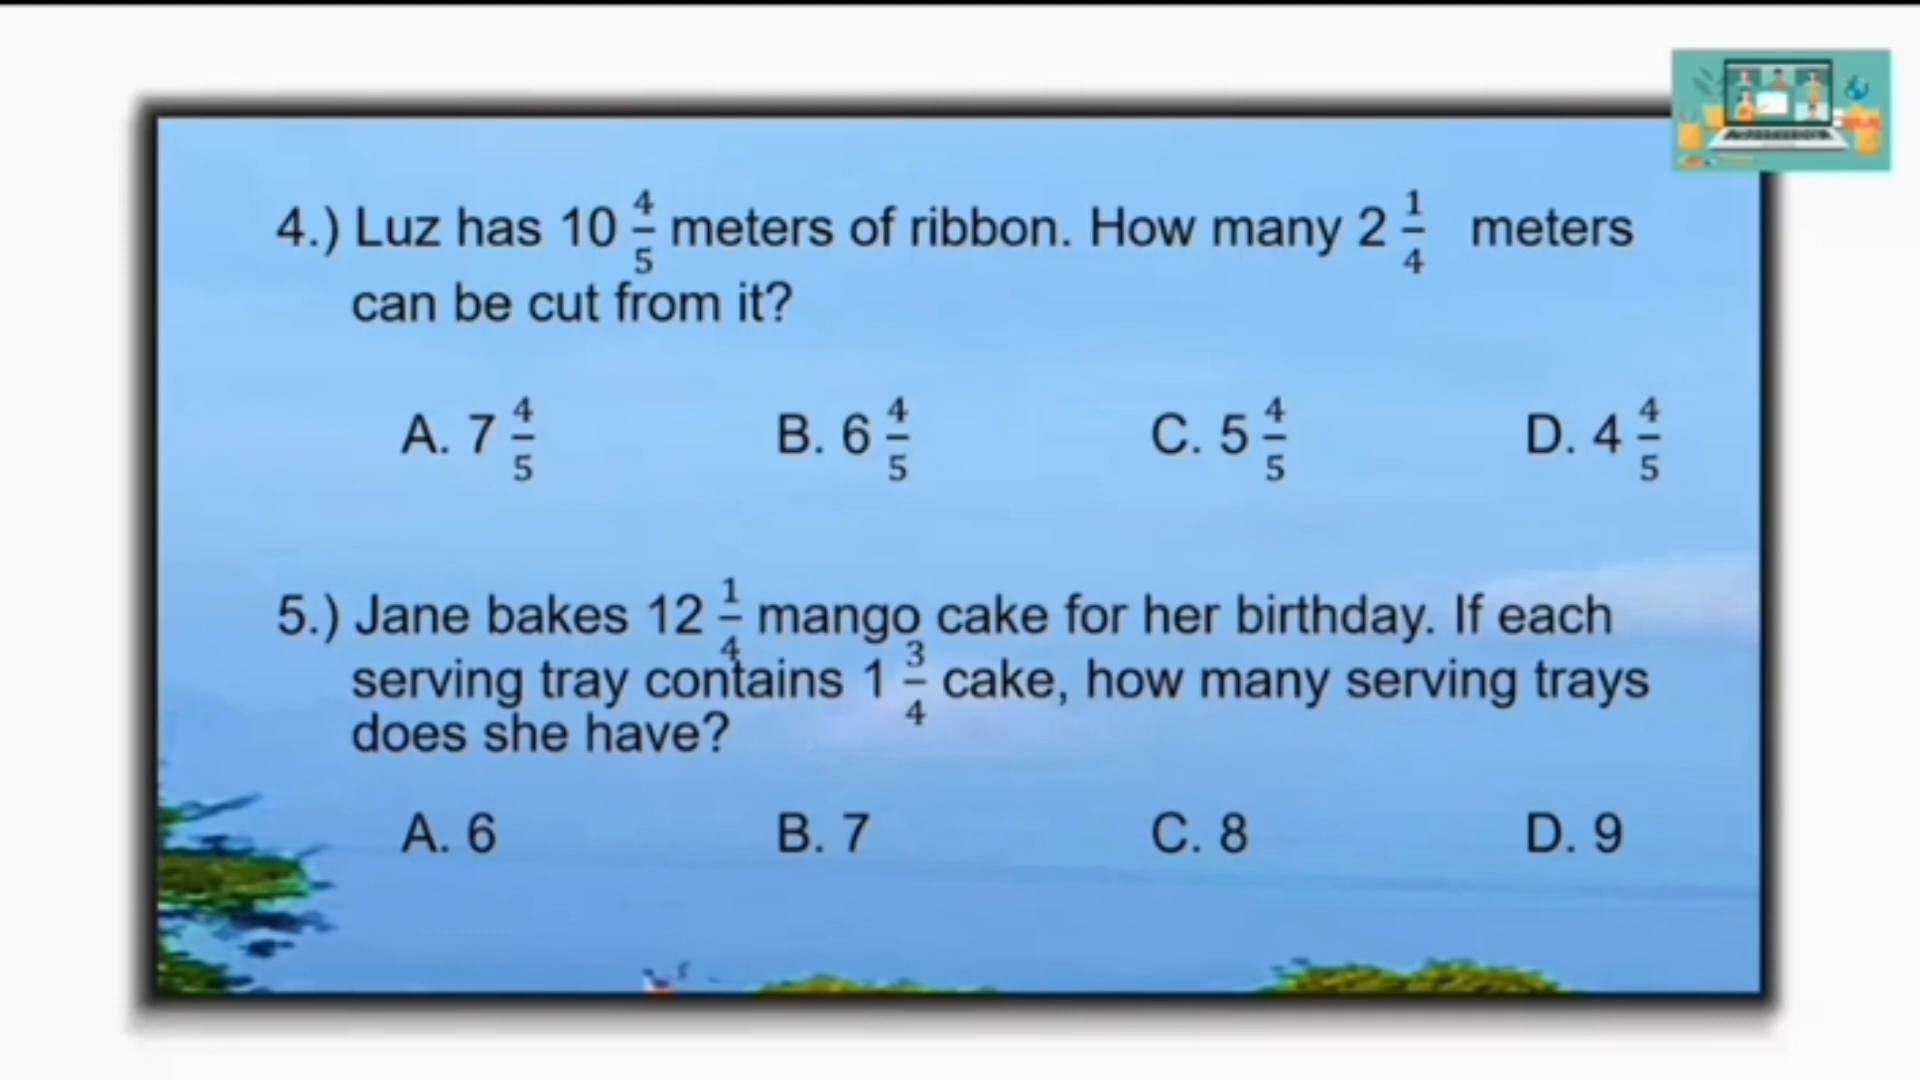 4.) Luz has 10 4/5 meters of ribbon. How many 2 1/4 meters
can be cut from it?
A. 7 4/5 B. 6 4/5 C. 5 4/5 D. 4 4/5
5.) Jane bakes 12 1/4 mango cake for her birthday. If each
serving tray contains 1 3/4 cake, how many serving trays
does she have?
A. 6 B. 7 C. 8 D. 9